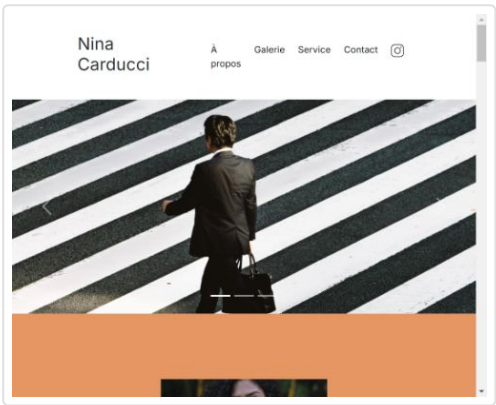 Nina
Carducci
À
propos
Galerie
Service
Contact